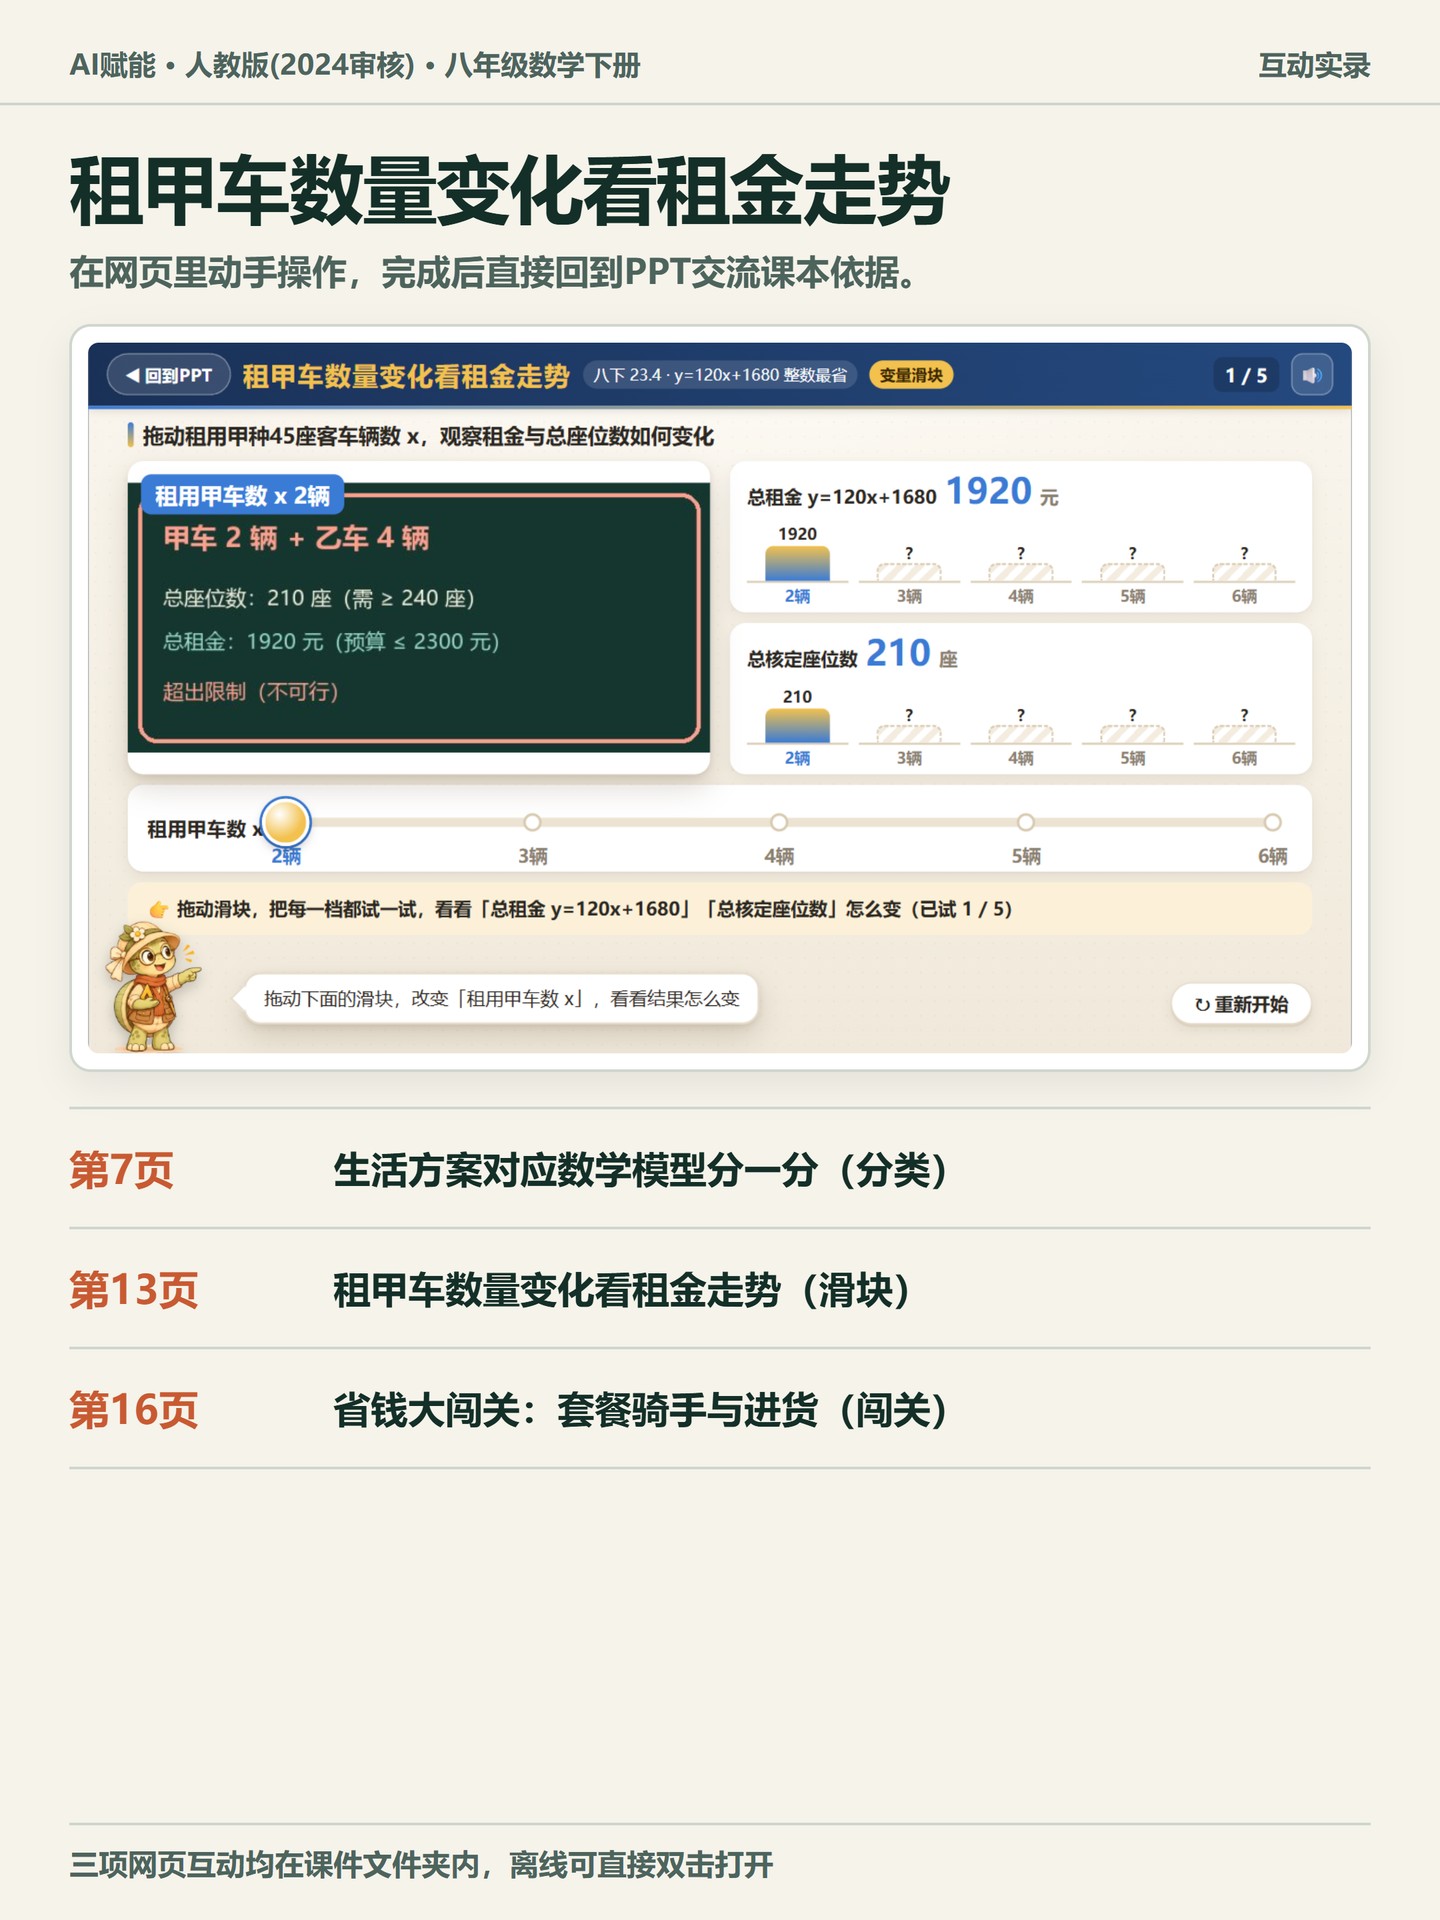 AI赋能 • 人教版(2024审核) • 八年级数学下册
互动实录
租甲车数量变化看租金走势
在网页里动手操作，完成后直接回到PPT交流课本依据。
◀ 回到PPT
租甲车数量变化看租金走势
八下 23.4 · y=120x+1680 整数最省
变量滑块
1 / 5
拖动租用甲种45座客车辆数 x，观察租金与总座位数如何变化
租用甲车数 x 2辆
甲车 2 辆 + 乙车 4 辆
总座位数：210 座（需 ≥ 240 座）
总租金：1920 元（预算 ≤ 2300 元）
超出限制（不可行）
总租金 y=120x+1680 1920 元
1920 ? ? ? ?
2辆 3辆 4辆 5辆 6辆
总核定座位数 210 座
210 ? ? ? ?
2辆 3辆 4辆 5辆 6辆
租用甲车数 x
2辆 3辆 4辆 5辆 6辆
👉 拖动滑块，把每一档都试一试，看看「总租金 y=120x+1680」「总核定座位数」怎么变（已试 1 / 5）
拖动下面的滑块，改变「租用甲车数 x」，看看结果怎么变
↻ 重新开始
第7页 生活方案对应数学模型分一分（分类）
第13页 租甲车数量变化看租金走势（滑块）
第16页 省钱大闯关：套餐骑手与进货（闯关）
三项网页互动均在课件文件夹内，离线可直接双击打开